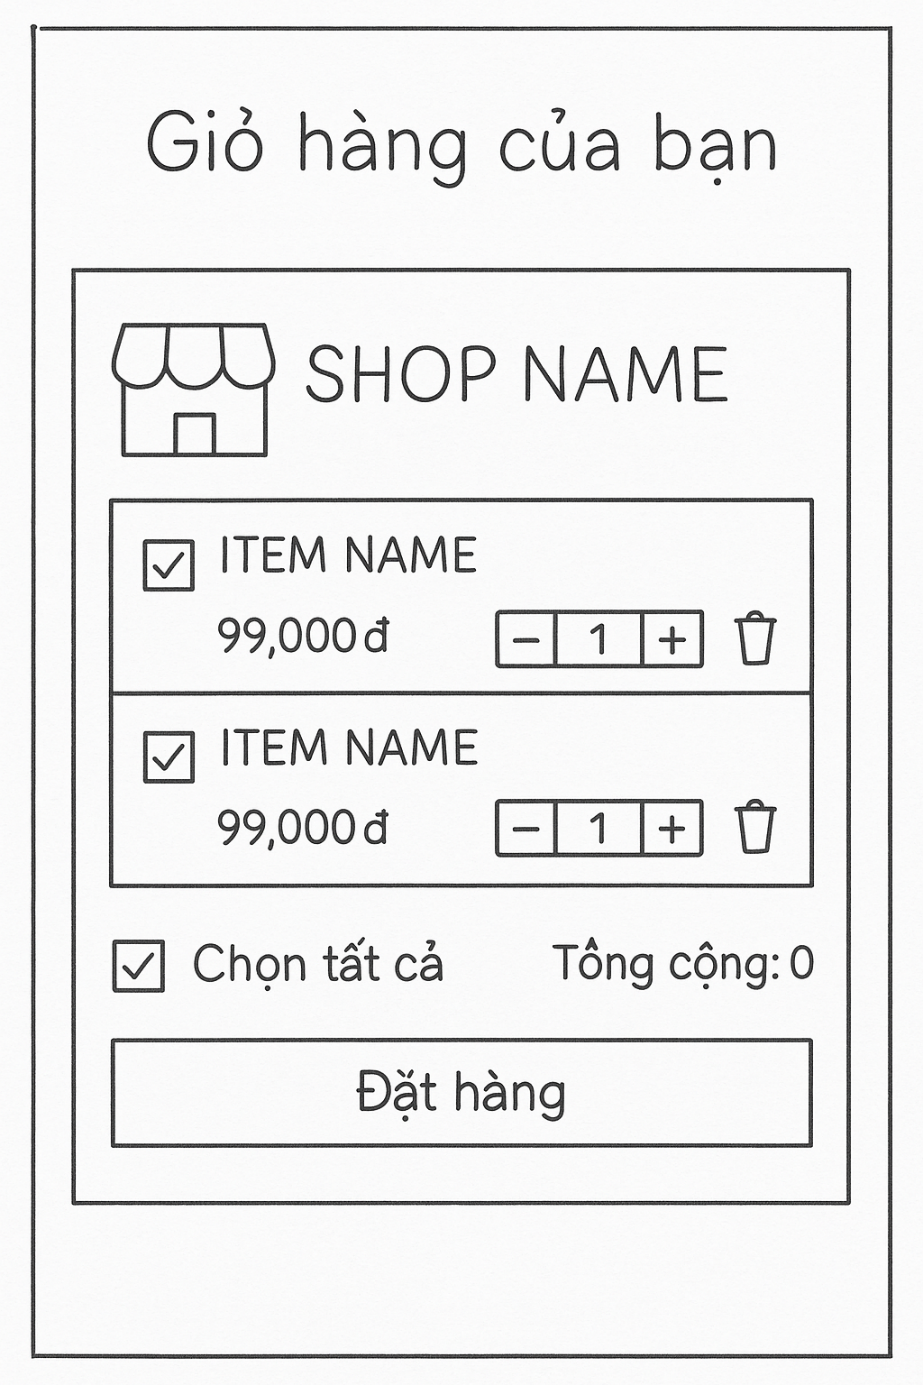 Giỏ hàng của bạn
SHOP NAME
ITEM NAME
99,000đ
− 1 +
ITEM NAME
99,000đ
− 1 +
Chọn tất cả
Tông cộng: 0
Đặt hàng